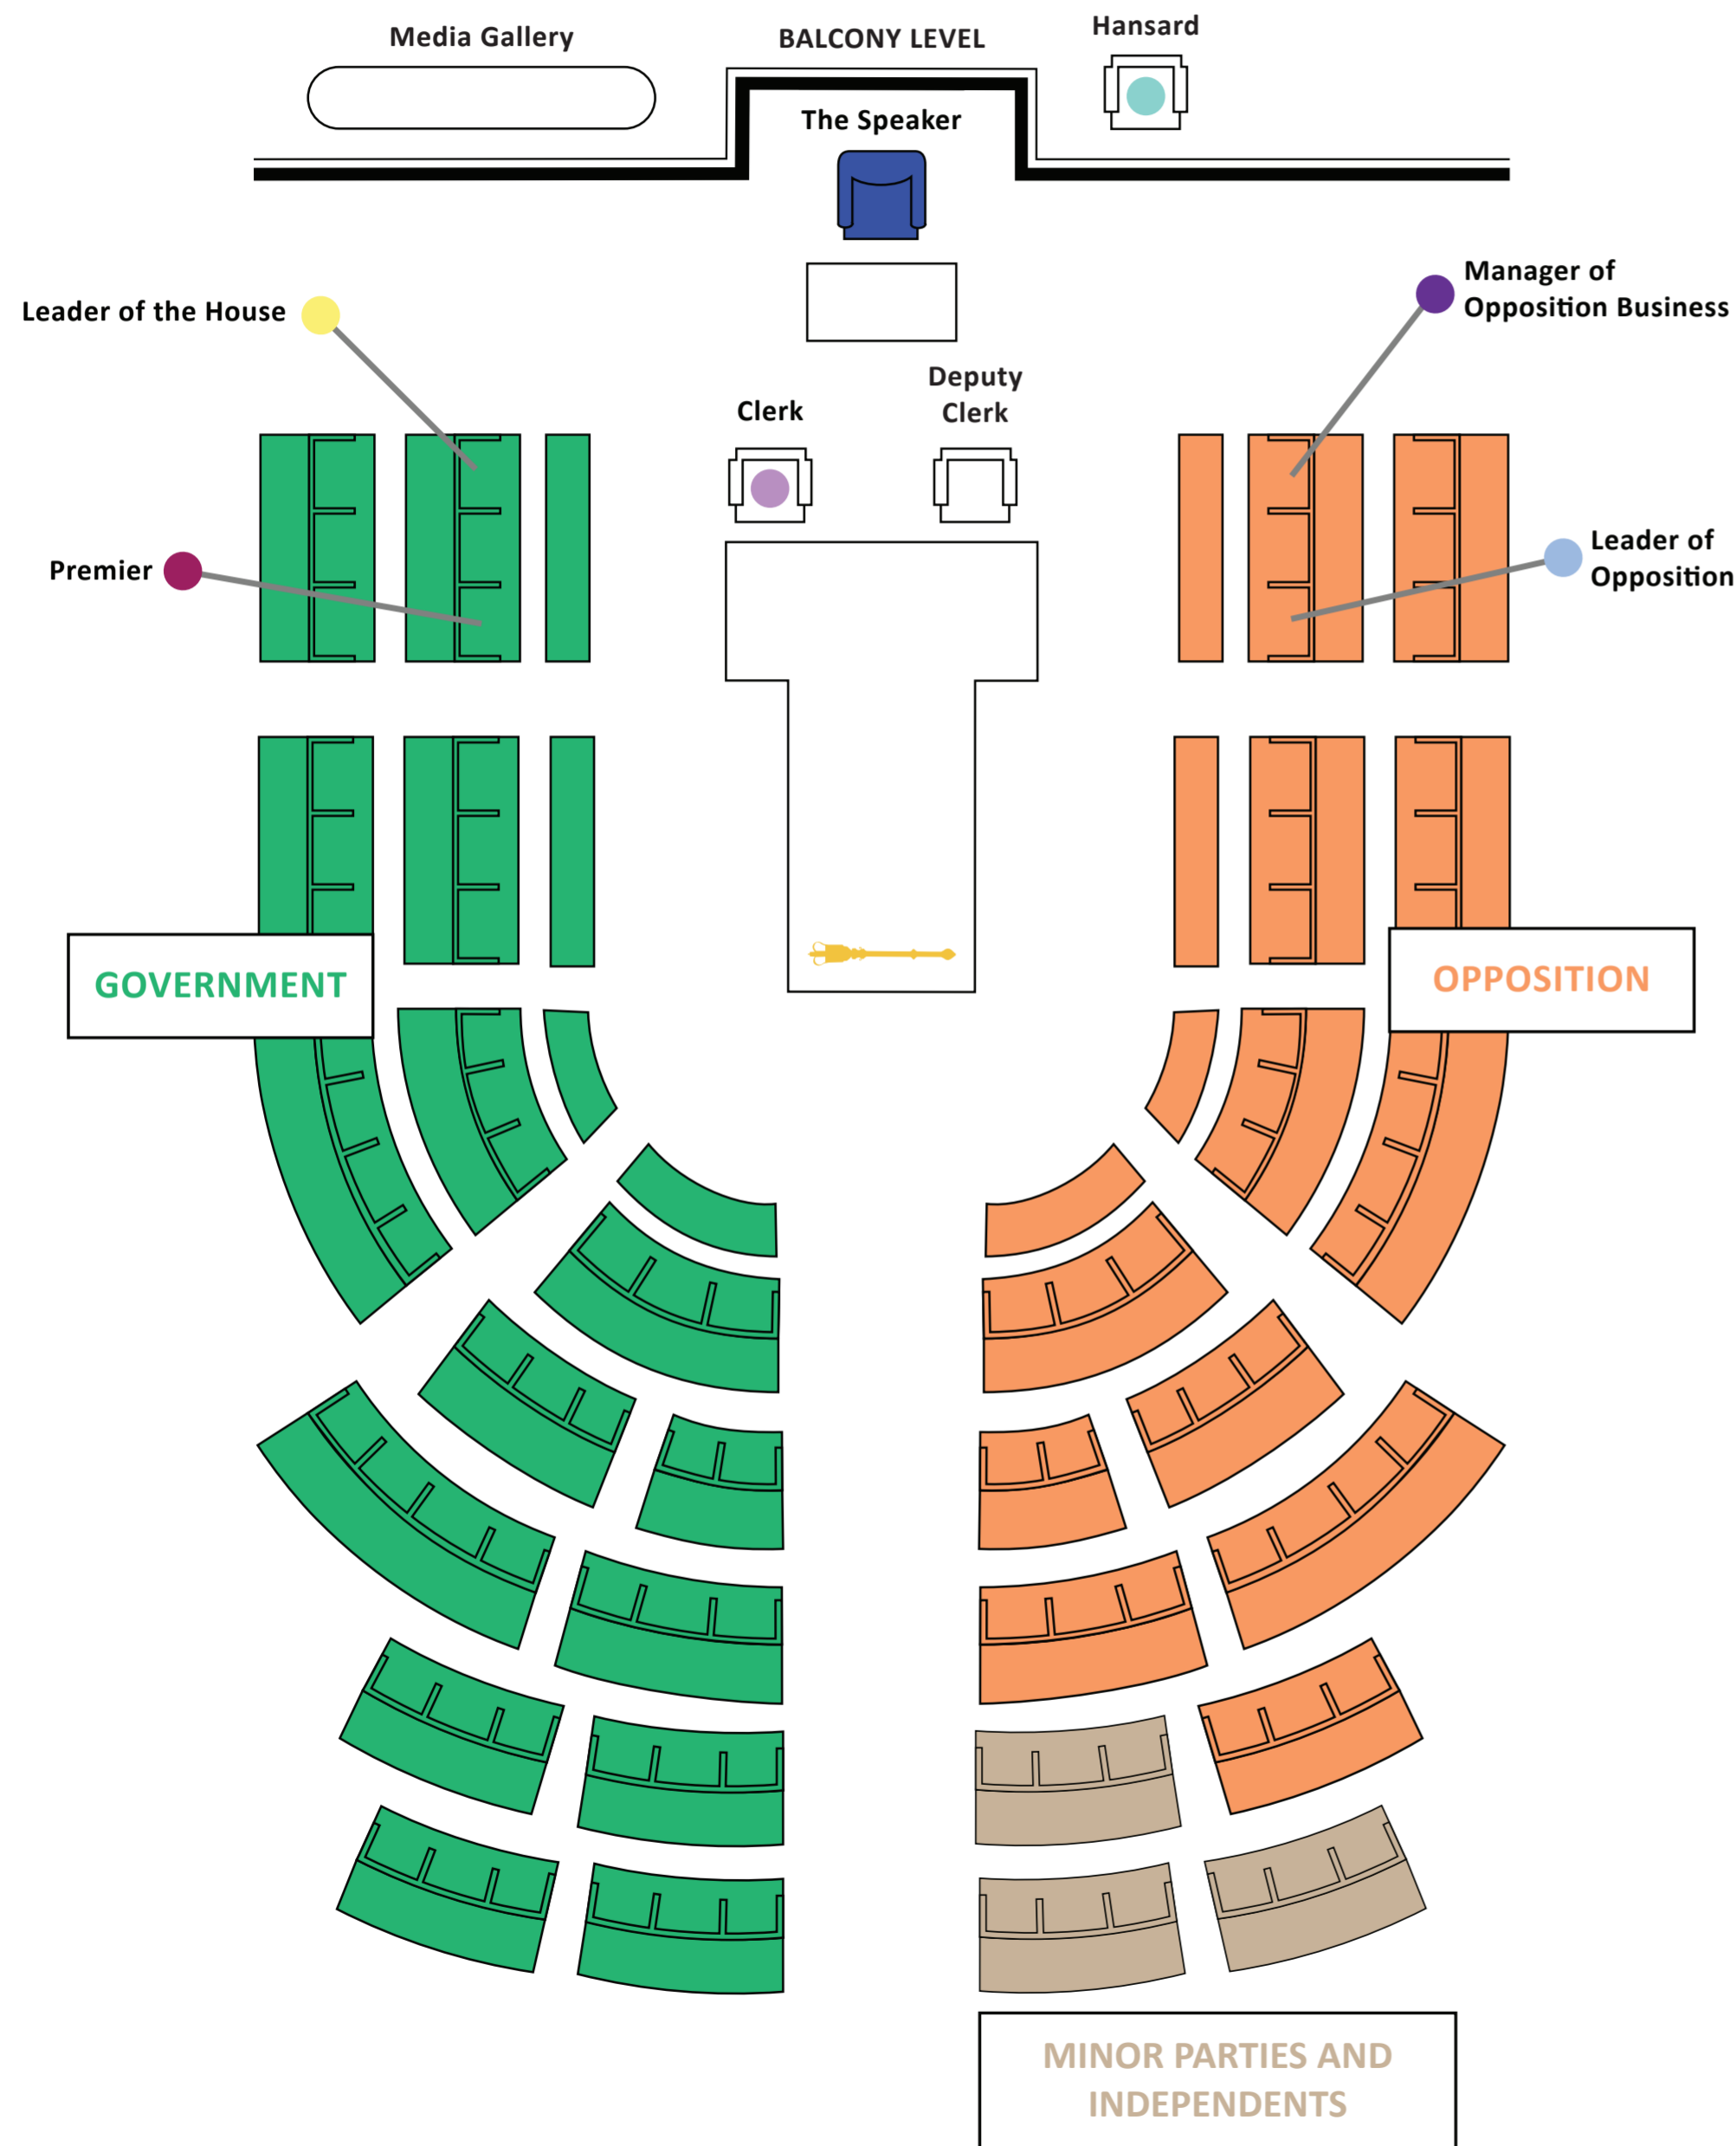 Media Gallery
BALCONY LEVEL
Hansard
The Speaker
Leader of the House
Manager of
Opposition Business
Clerk
Deputy
Clerk
Premier
Leader of
Opposition
GOVERNMENT
OPPOSITION
MINOR PARTIES AND
INDEPENDENTS